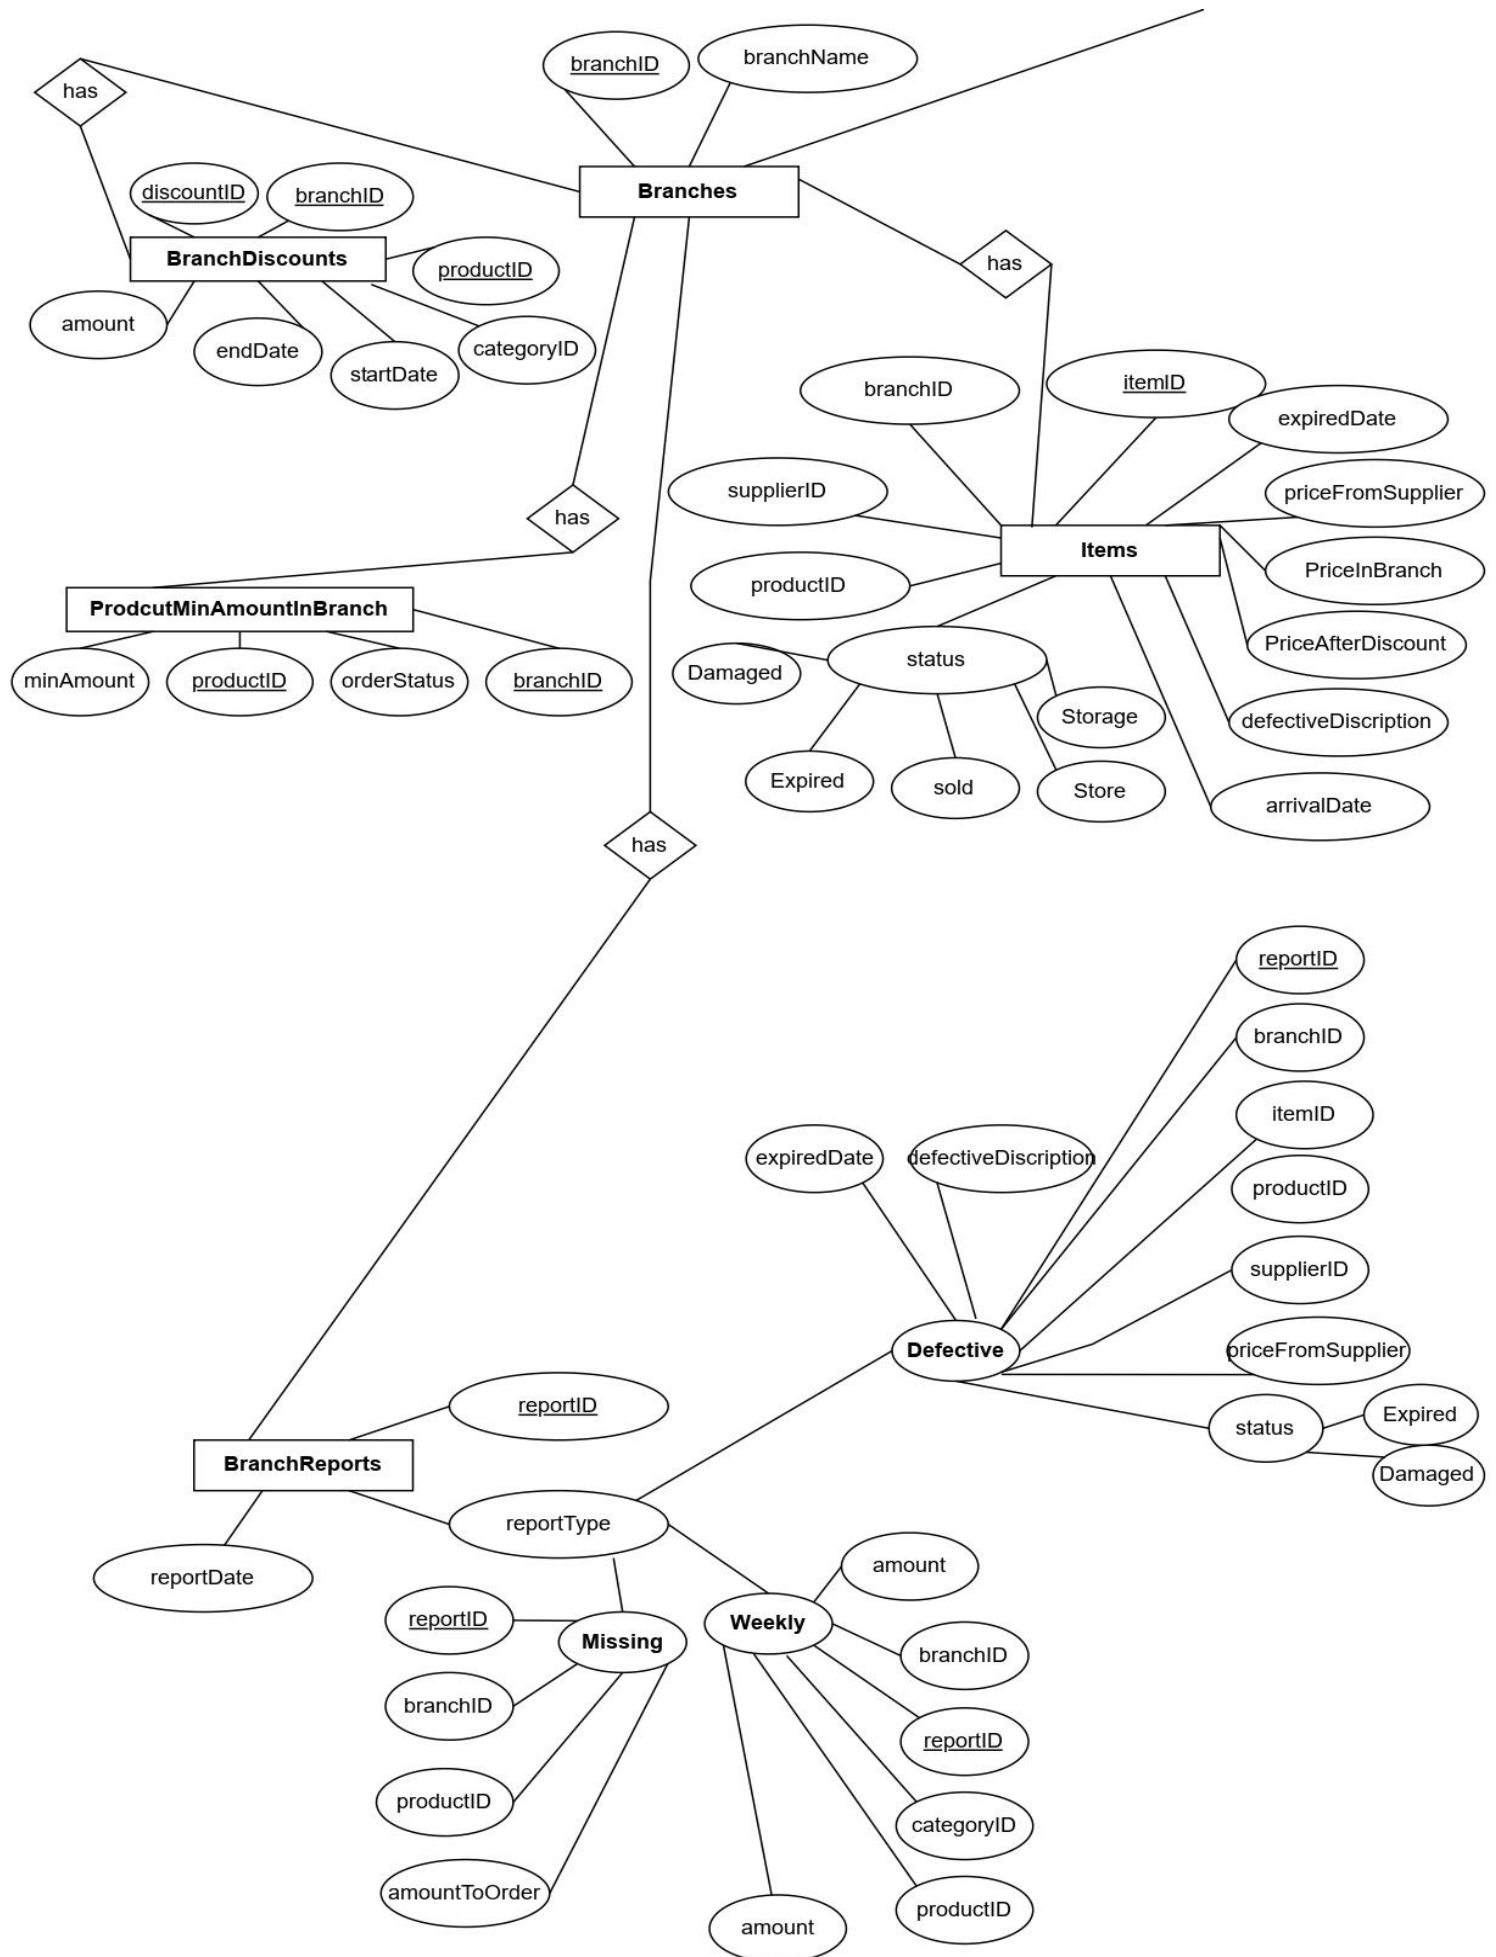 branchID
branchName
has
Branches
discountID
branchID
BranchDiscounts
productID
amount
endDate
startDate
categoryID
has
branchID
itemID
expiredDate
supplierID
priceFromSupplier
has
Items
productID
PriceInBranch
ProdcutMinAmountInBranch
minAmount
productID
orderStatus
branchID
Damaged
status
PriceAfterDiscount
Storage
defectiveDiscription
Expired
sold
Store
arrivalDate
has
reportID
branchID
itemID
expiredDate
defectiveDiscription
productID
supplierID
Defective
priceFromSupplier
reportID
status
Expired
Damaged
BranchReports
reportType
reportDate
amount
reportID
Missing
Weekly
branchID
branchID
reportID
productID
categoryID
amountToOrder
productID
amount